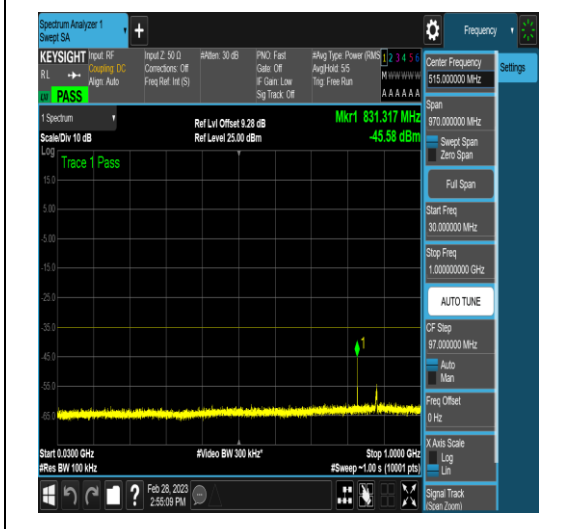 Spectrum Analyzer 1
Swept SA
+
Frequency
KEYSIGHT
RL
Input: RF
Coupling: DC
Align: Auto
Input Z: 50 Ω
Corrections: Off
Freq Ref: Int (S)
#Atten: 30 dB
PNO: Fast
Gate: Off
IF Gain: Low
Sig Track: Off
#Avg Type: Power (RMS
Avg|Hold: 5/5
Trig: Free Run
1 2 3 4 5 6
M W W W W W
A A A A A A
PASS
Settings
1 Spectrum
Scale/Div 10 dB
Ref Lvl Offset 9.28 dB
Ref Level 25.00 dBm
Mkr1 831.317 MHz
-45.58 dBm
Log
Trace 1 Pass
15.0
5.00
-5.00
-15.0
-25.0
-35.0
-45.0
-55.0
-65.0
1
Start 0.0300 GHz
#Res BW 100 kHz
#Video BW 300 kHz*
Stop 1.0000 GHz
#Sweep ~1.00 s (10001 pts)
Center Frequency
515.000000 MHz
Span
970.000000 MHz
Swept Span
Zero Span
Full Span
Start Freq
30.000000 MHz
Stop Freq
1.000000000 GHz
AUTO TUNE
CF Step
97.000000 MHz
Auto
Man
Freq Offset
0 Hz
X Axis Scale
Log
Lin
Signal Track
(Span Zoom)
?
Feb 28, 2023
2:55:09 PM